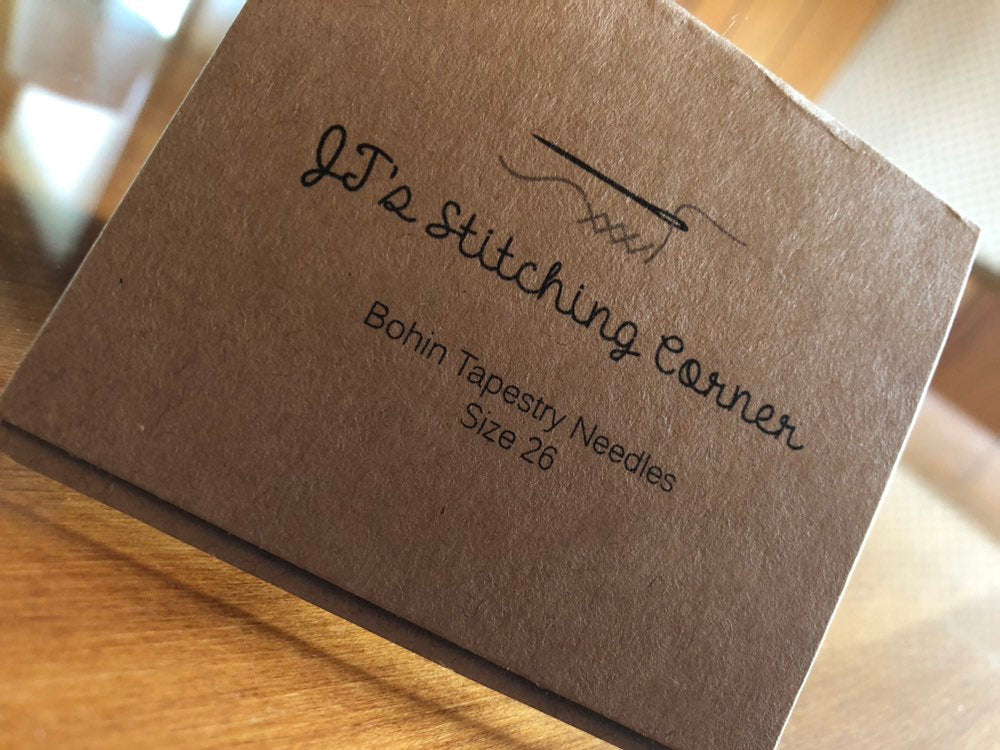 JT's Stitching Corner
Bohin Tapestry Needles
Size 26